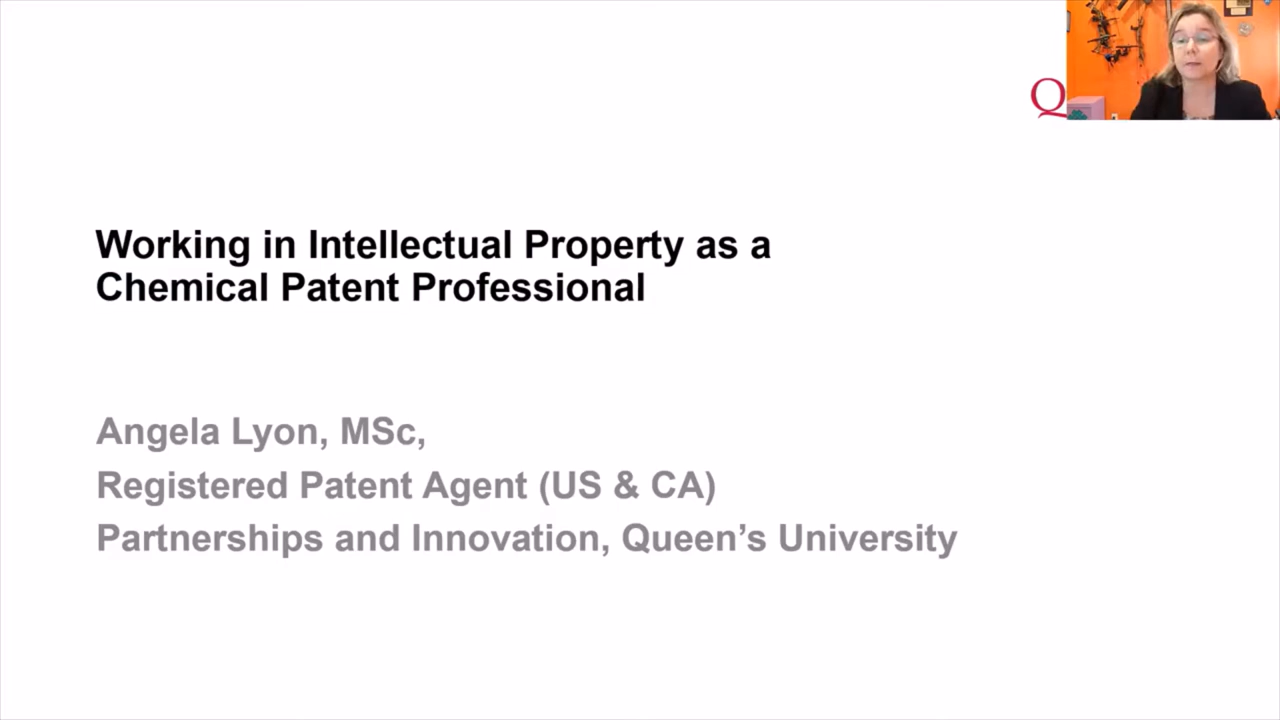 Q
Working in Intellectual Property as a
Chemical Patent Professional
Angela Lyon, MSc,
Registered Patent Agent (US & CA)
Partnerships and Innovation, Queen’s University